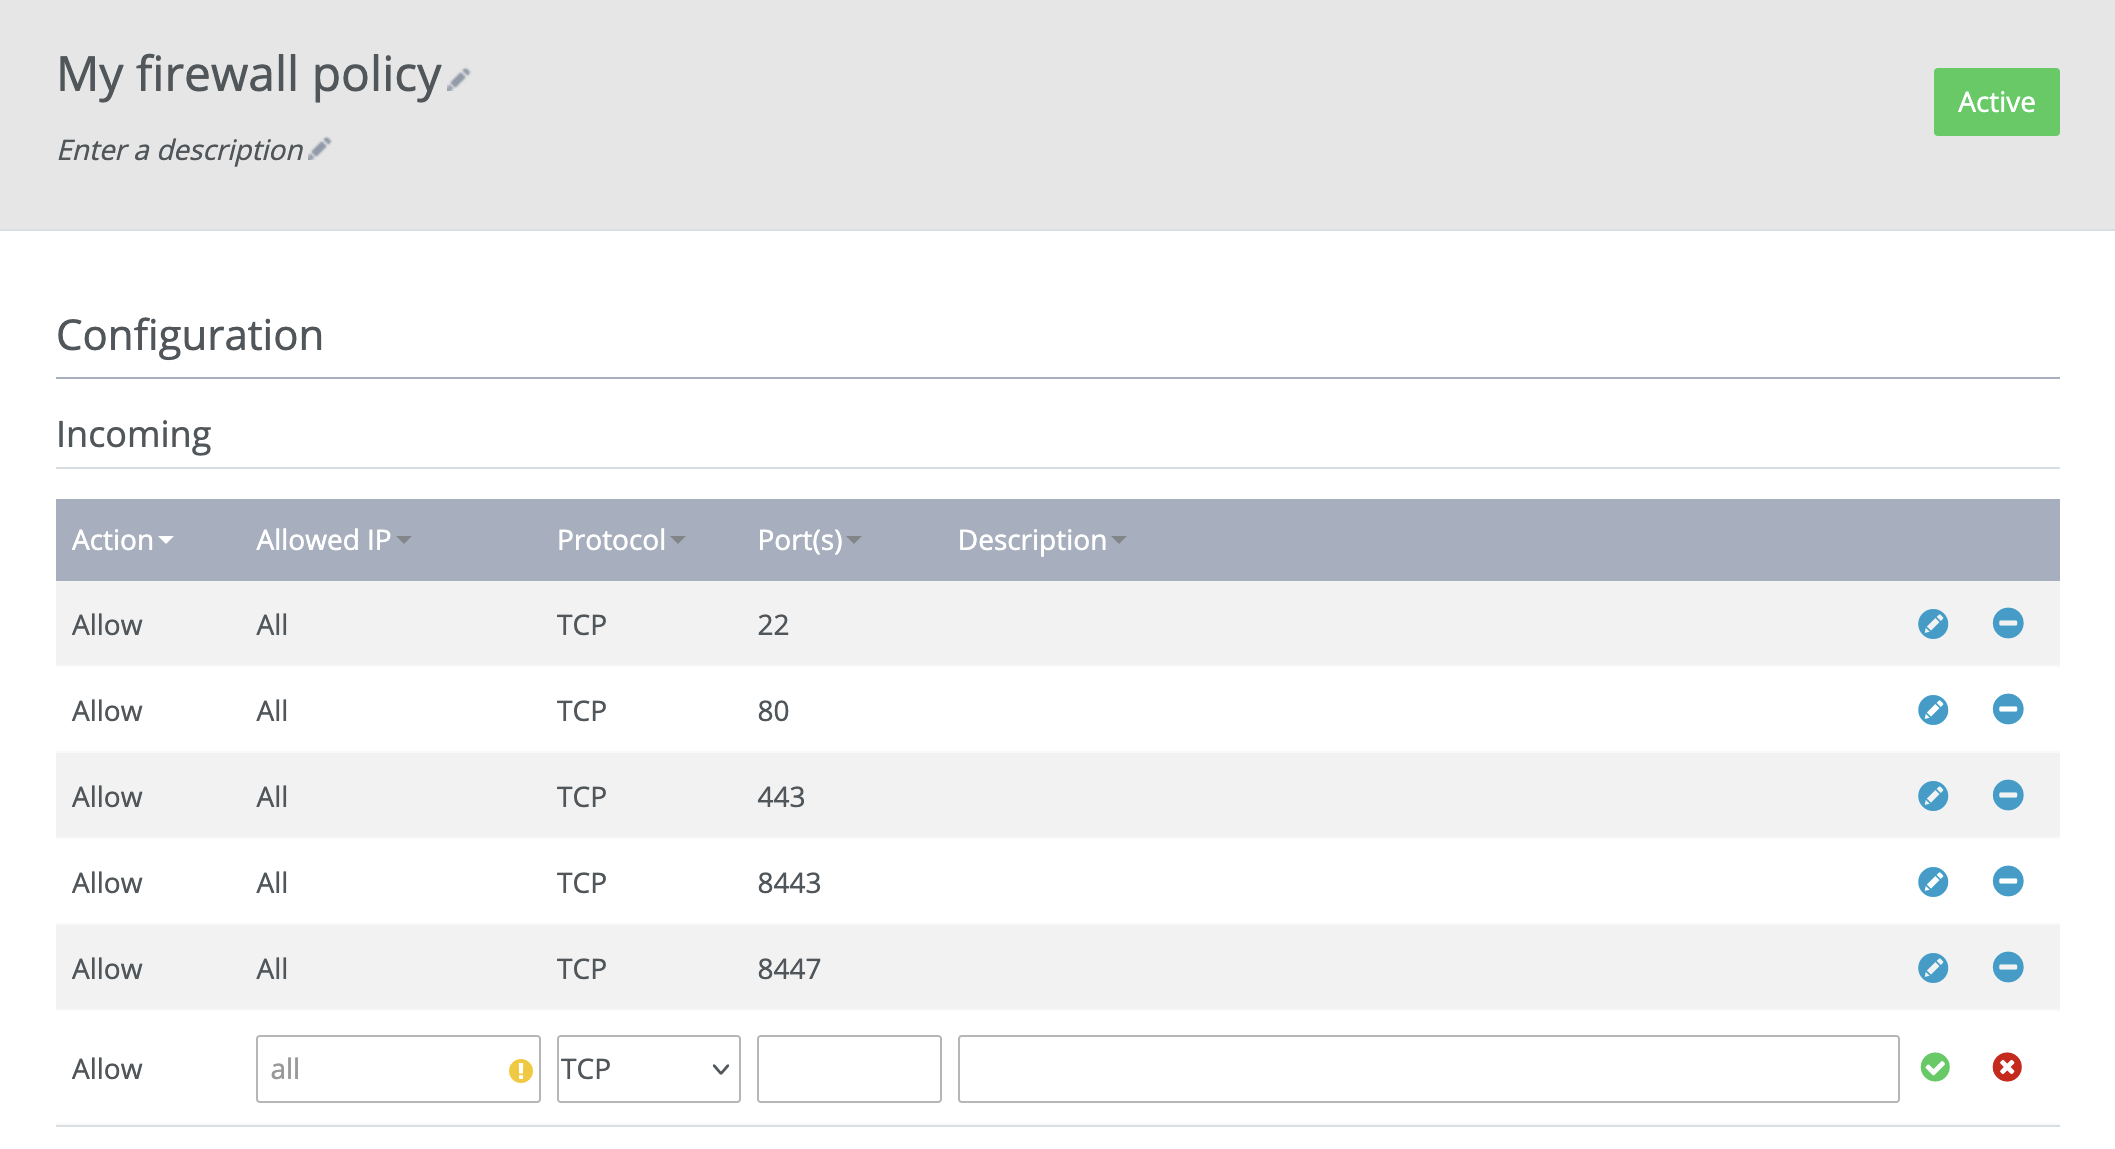 My firewall policy
Active
Enter a description
Configuration
Incoming
Action Allowed IP Protocol Port(s) Description
Allow All TCP 22
Allow All TCP 80
Allow All TCP 443
Allow All TCP 8443
Allow All TCP 8447
Allow all TCP